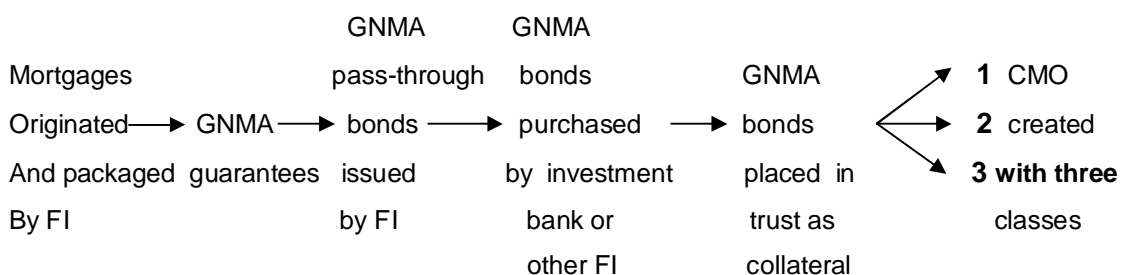 GNMA GNMA
Mortgages pass-through bonds GNMA 1 CMO
Originated GNMA bonds purchased bonds 2 created
And packaged guarantees issued by investment placed in 3 with three
By FI by FI bank or trust as classes
other FI collateral